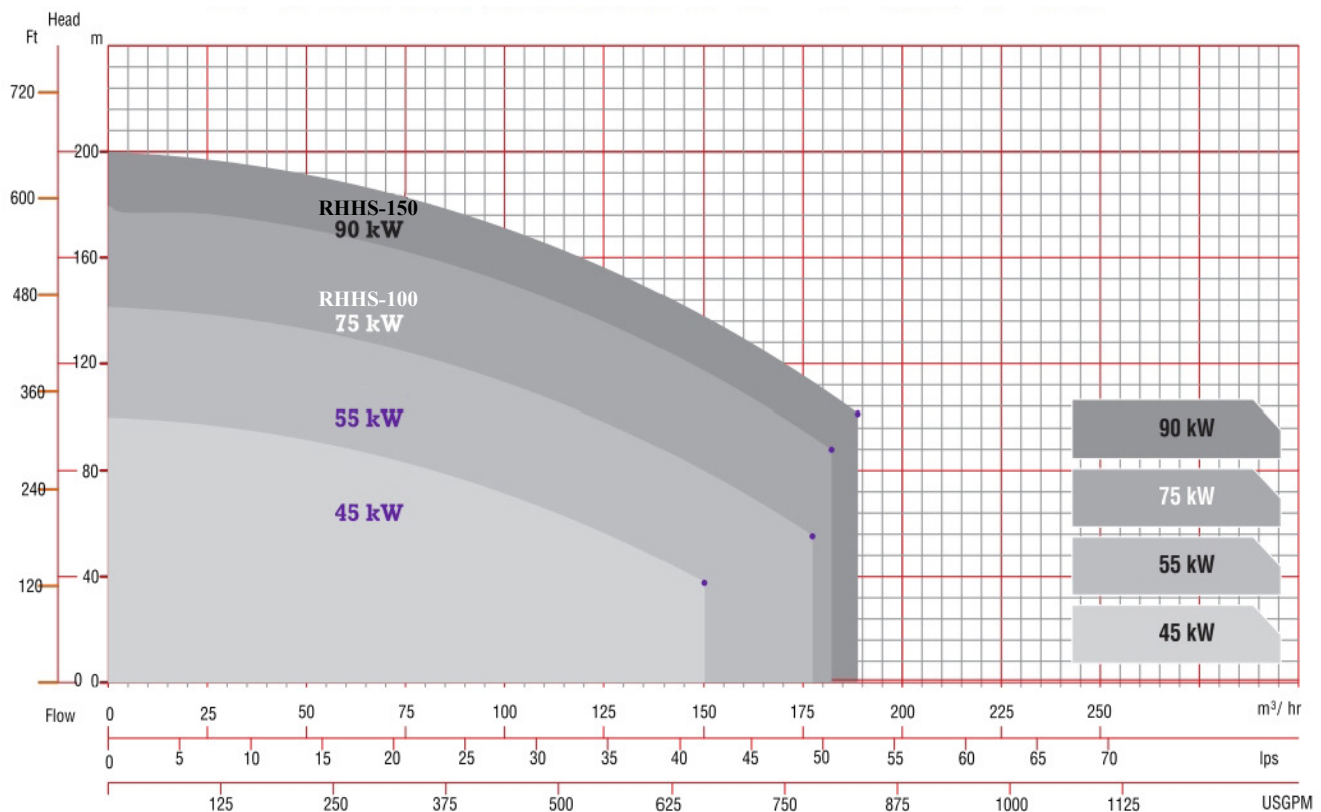 Head
Ft m
720
200
600
RHHS-150
90 kW
160
480
RHHS-100
75 kW
120
360
55 kW
90 kW
80
240
75 kW
45 kW
55 kW
40
120
45 kW
0 0
Flow 0 25 50 75 100 125 150 175 200 225 250 m³/ hr
0 5 10 15 20 25 30 35 40 45 50 55 60 65 70 lps
125 250 375 500 625 750 875 1000 1125 USGPM